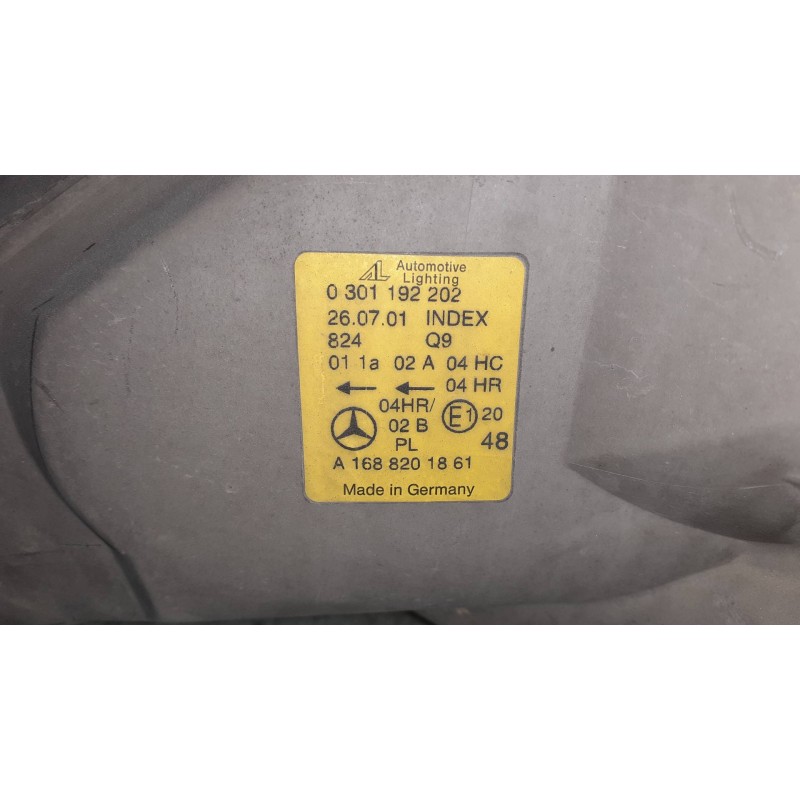 AL Automotive
Lighting
0 301 192 202
26.07.01 INDEX
824 Q9
01 1a 02 A 04 HC
04 HR
04HR/
02 B E1 20
PL 48
A 168 820 18 61
Made in Germany